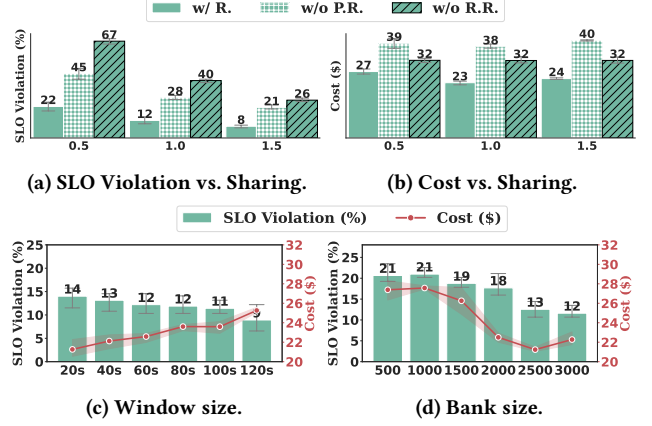 w/ R. w/o P.R. w/o R.R.
SLO Violation (%)
22 45 67
12 28 40
8 21 26
0.5 1.0 1.5
Cost ($)
27 39 32
23 38 32
24 40 32
0.5 1.0 1.5
(a) SLO Violation vs. Sharing.
(b) Cost vs. Sharing.
SLO Violation (%) Cost ($)
SLO Violation (%)
25
20
15
10
5
0
14 13 12 12 11 9
32
30
28
26
24
22
20
Cost ($)
20s 40s 60s 80s 100s 120s
SLO Violation (%)
25
20
15
10
5
0
21 21 19 18 13 12
32
30
28
26
24
22
20
Cost ($)
500 1000 1500 2000 2500 3000
(c) Window size.
(d) Bank size.